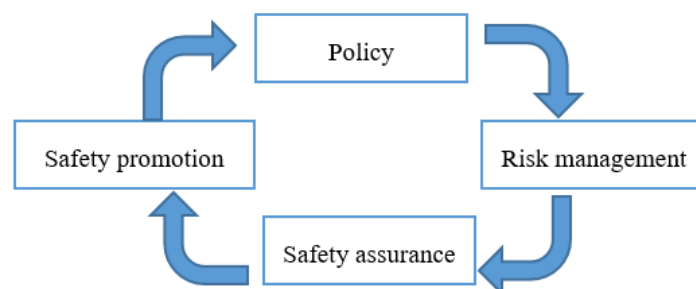 Policy
Safety promotion
Risk management
Safety assurance